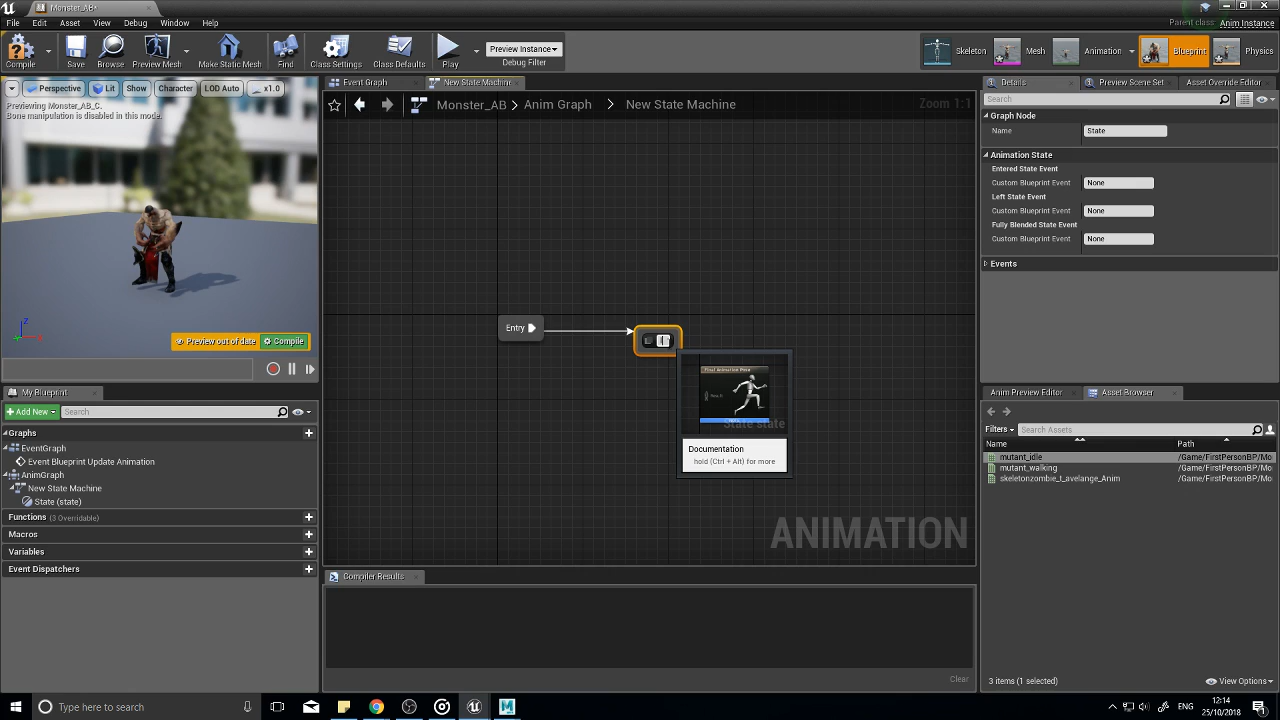 Monster_AB*
File Edit Asset View Debug Window Help
Parent class: Anim Instance
Compile Save Browse Preview Mesh Make Static Mesh Find Class Settings Class Defaults Play
Preview Instance
Debug Filter
Skeleton Mesh Animation Blueprint Physics
Perspective Lit Show Character LOD Auto x1.0
Previewing Monster_AB_C.
Bone manipulation is disabled in this mode.
Z
Preview out of date Compile
Event Graph New State Machine
Monster_AB > Anim Graph > New State Machine
Zoom 1:1
Entry
Final Animation Pose
State state
Documentation
hold (Ctrl + Alt) for more
ANIMATION
Compiler Results
Clear
My Blueprint
Add New Search
Graphs
EventGraph
Event Blueprint Update Animation
AnimGraph
New State Machine
State (state)
Functions (3 Overridable)
Macros
Variables
Event Dispatchers
Details Preview Scene Set Asset Override Editor
Search
Graph Node
Name State
Animation State
Entered State Event
Custom Blueprint Event None
Left State Event
Custom Blueprint Event None
Fully Blended State Event
Custom Blueprint Event None
Events
Anim Preview Editor Asset Browser
Filters Search Assets
Name Path
mutant_idle /Game/FirstPersonBP/Mo
mutant_walking /Game/FirstPersonBP/Mo
skeletonzombie_t_avelange_Anim /Game/FirstPersonBP/Mo
3 items (1 selected) View Options
Type here to search
ENG
12:14
25/10/2018